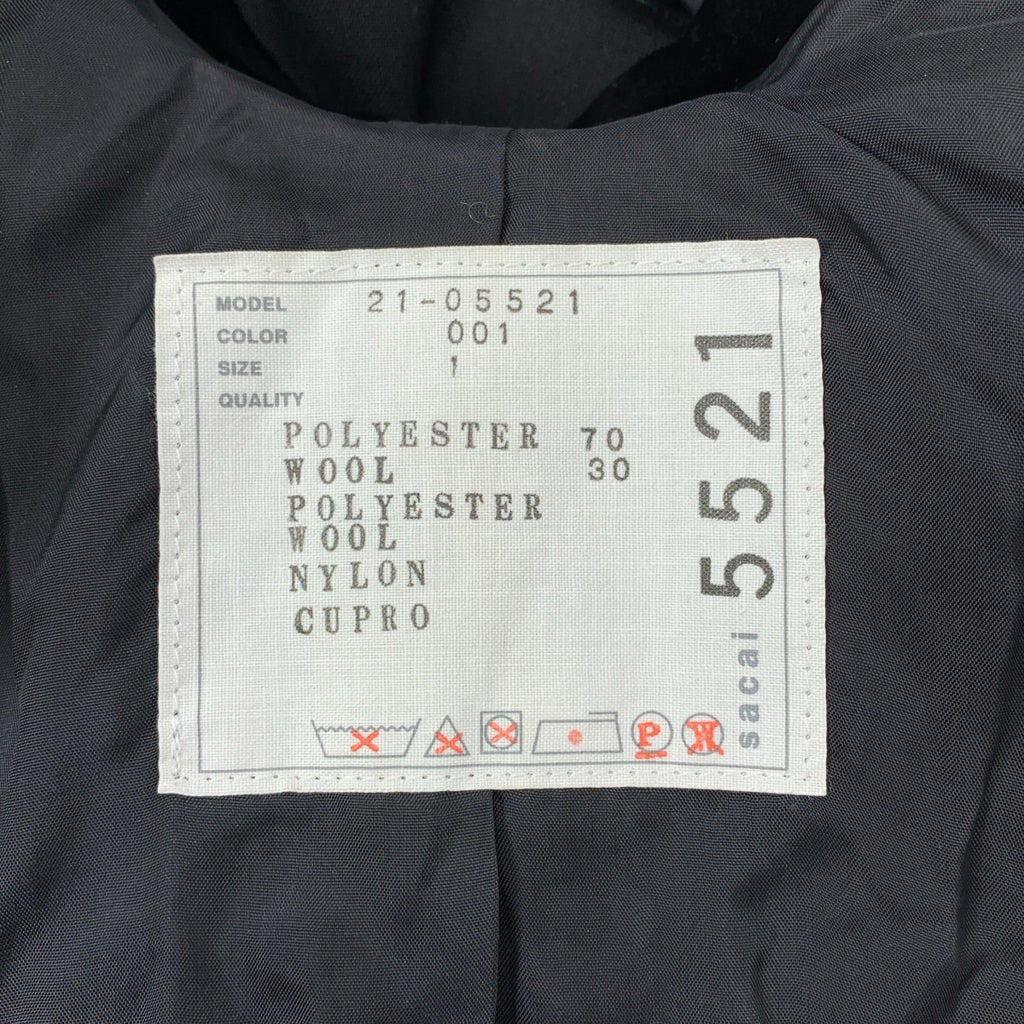 MODEL 21-05521
COLOR 001
SIZE 1
QUALITY
POLYESTER 70
WOOL 30
POLYESTER
WOOL
NYLON
CUPRO
P W
sacai 5521